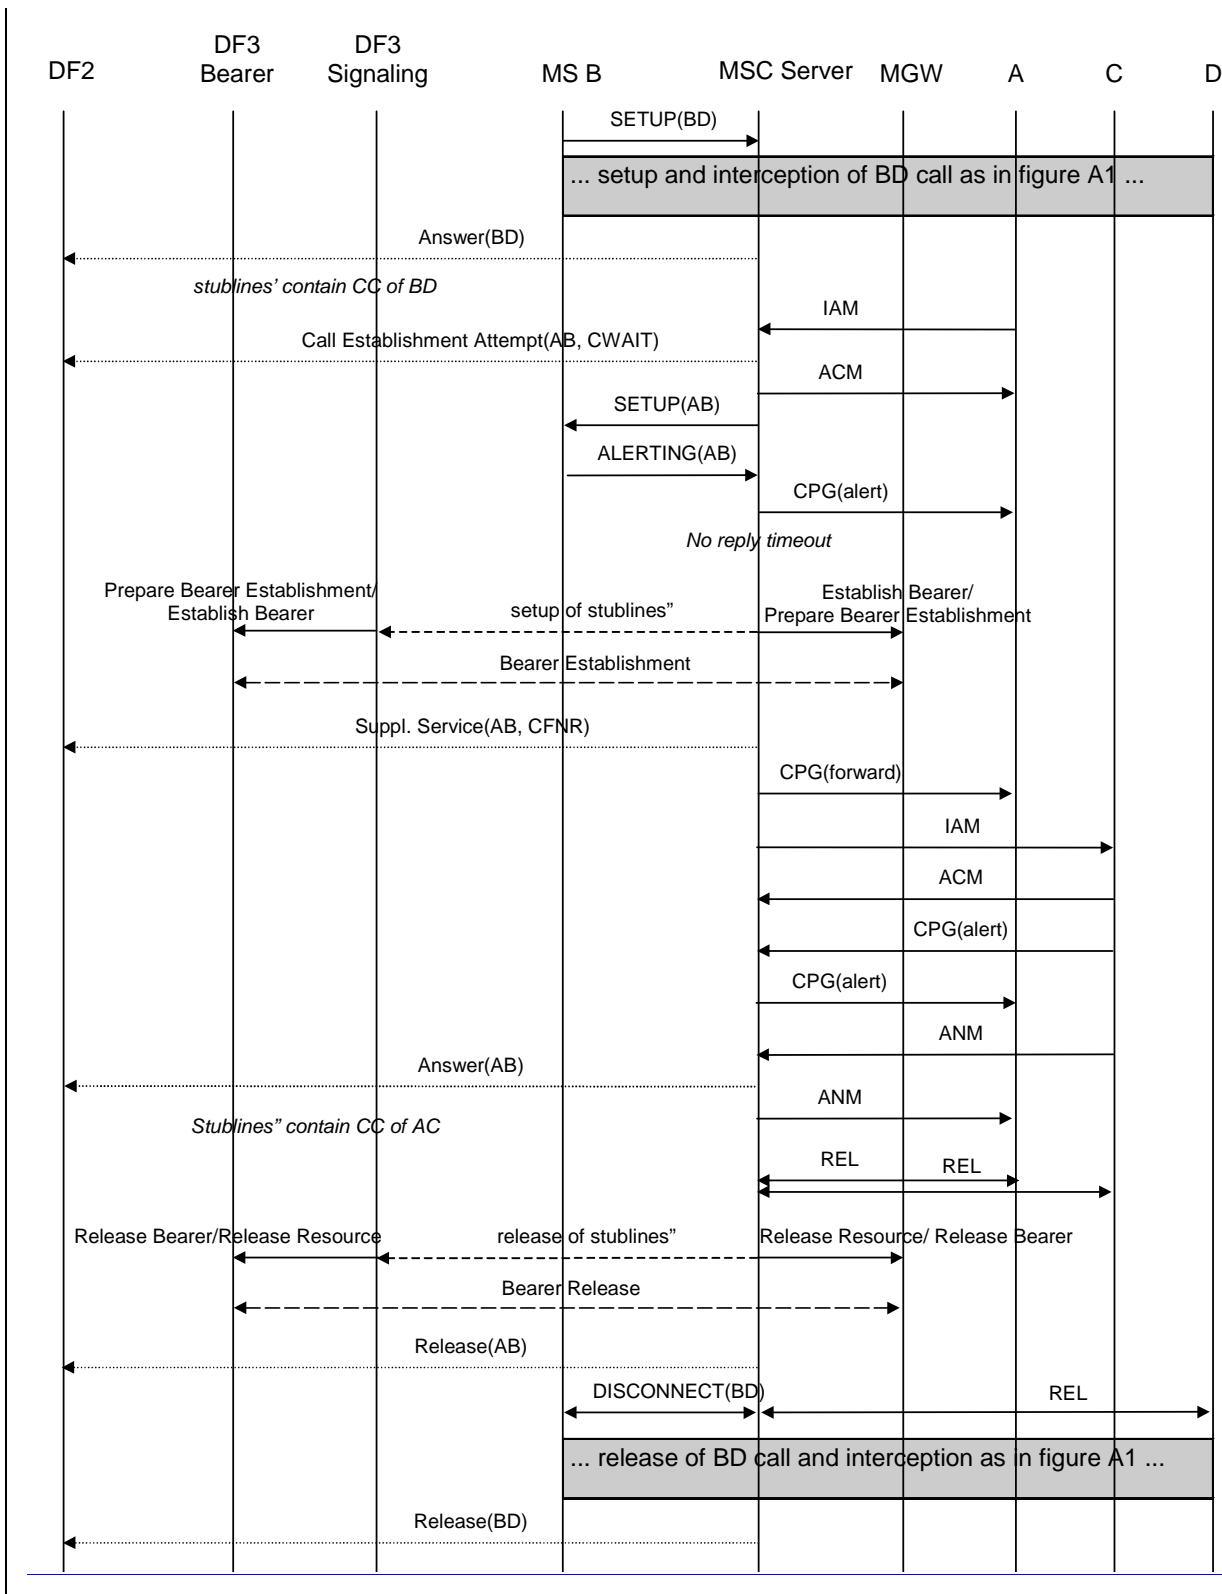 DF3 DF3
DF2 Bearer Signaling MS B MSC Server MGW A C D
SETUP(BD)
... setup and interception of BD call as in figure A1 ...
Answer(BD)
stublines’ contain CC of BD
IAM
Call Establishment Attempt(AB, CWAIT)
ACM
SETUP(AB)
ALERTING(AB)
CPG(alert)
No reply timeout
Prepare Bearer Establishment/
Establish Bearer
setup of stublines”
Establish Bearer/
Prepare Bearer Establishment
Bearer Establishment
Suppl. Service(AB, CFNR)
CPG(forward)
IAM
ACM
CPG(alert)
CPG(alert)
ANM
Answer(AB)
ANM
Stublines” contain CC of AC
REL REL
Release Bearer/Release Resource release of stublines” Release Resource/ Release Bearer
Bearer Release
Release(AB)
DISCONNECT(BD) REL
... release of BD call and interception as in figure A1 ...
Release(BD)